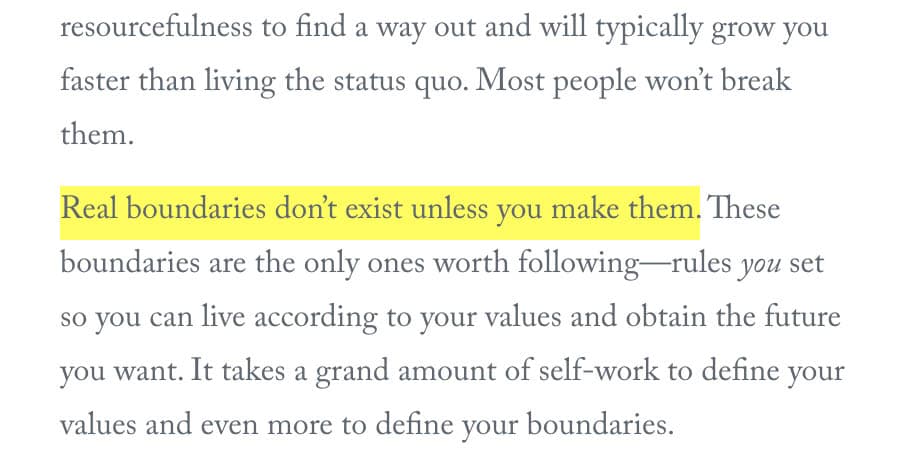 resourcefulness to find a way out and will typically grow you
faster than living the status quo. Most people won’t break
them.
Real boundaries don’t exist unless you make them. These
boundaries are the only ones worth following—rules you set
so you can live according to your values and obtain the future
you want. It takes a grand amount of self-work to define your
values and even more to define your boundaries.